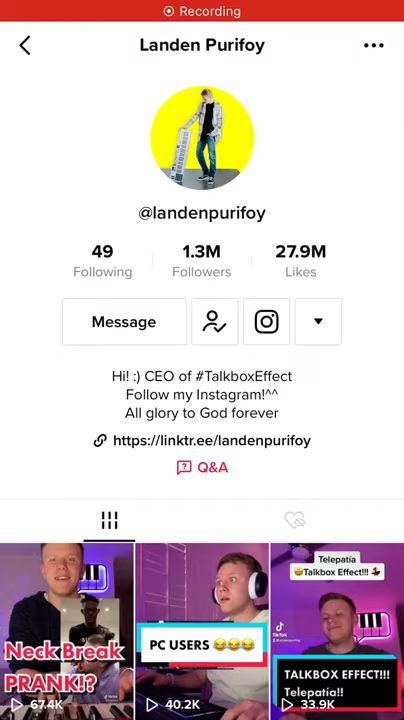 Recording
Landen Purifoy
@landenpurifoy
49
1.3M
27.9M
Following
Followers
Likes
Message
Hi! :) CEO of #TalkboxEffect
Follow my Instagram!^^
All glory to God forever
https://linktr.ee/landenpurifoy
Q&A
Neck Break
PRANK!?
67.4K
PC USERS 😂😂😂
40.2K
Telepatía
🤩Talkbox Effect!!! 💃
TikTok
TALKBOX EFFECT!!!
Telepatía!!
33.9K